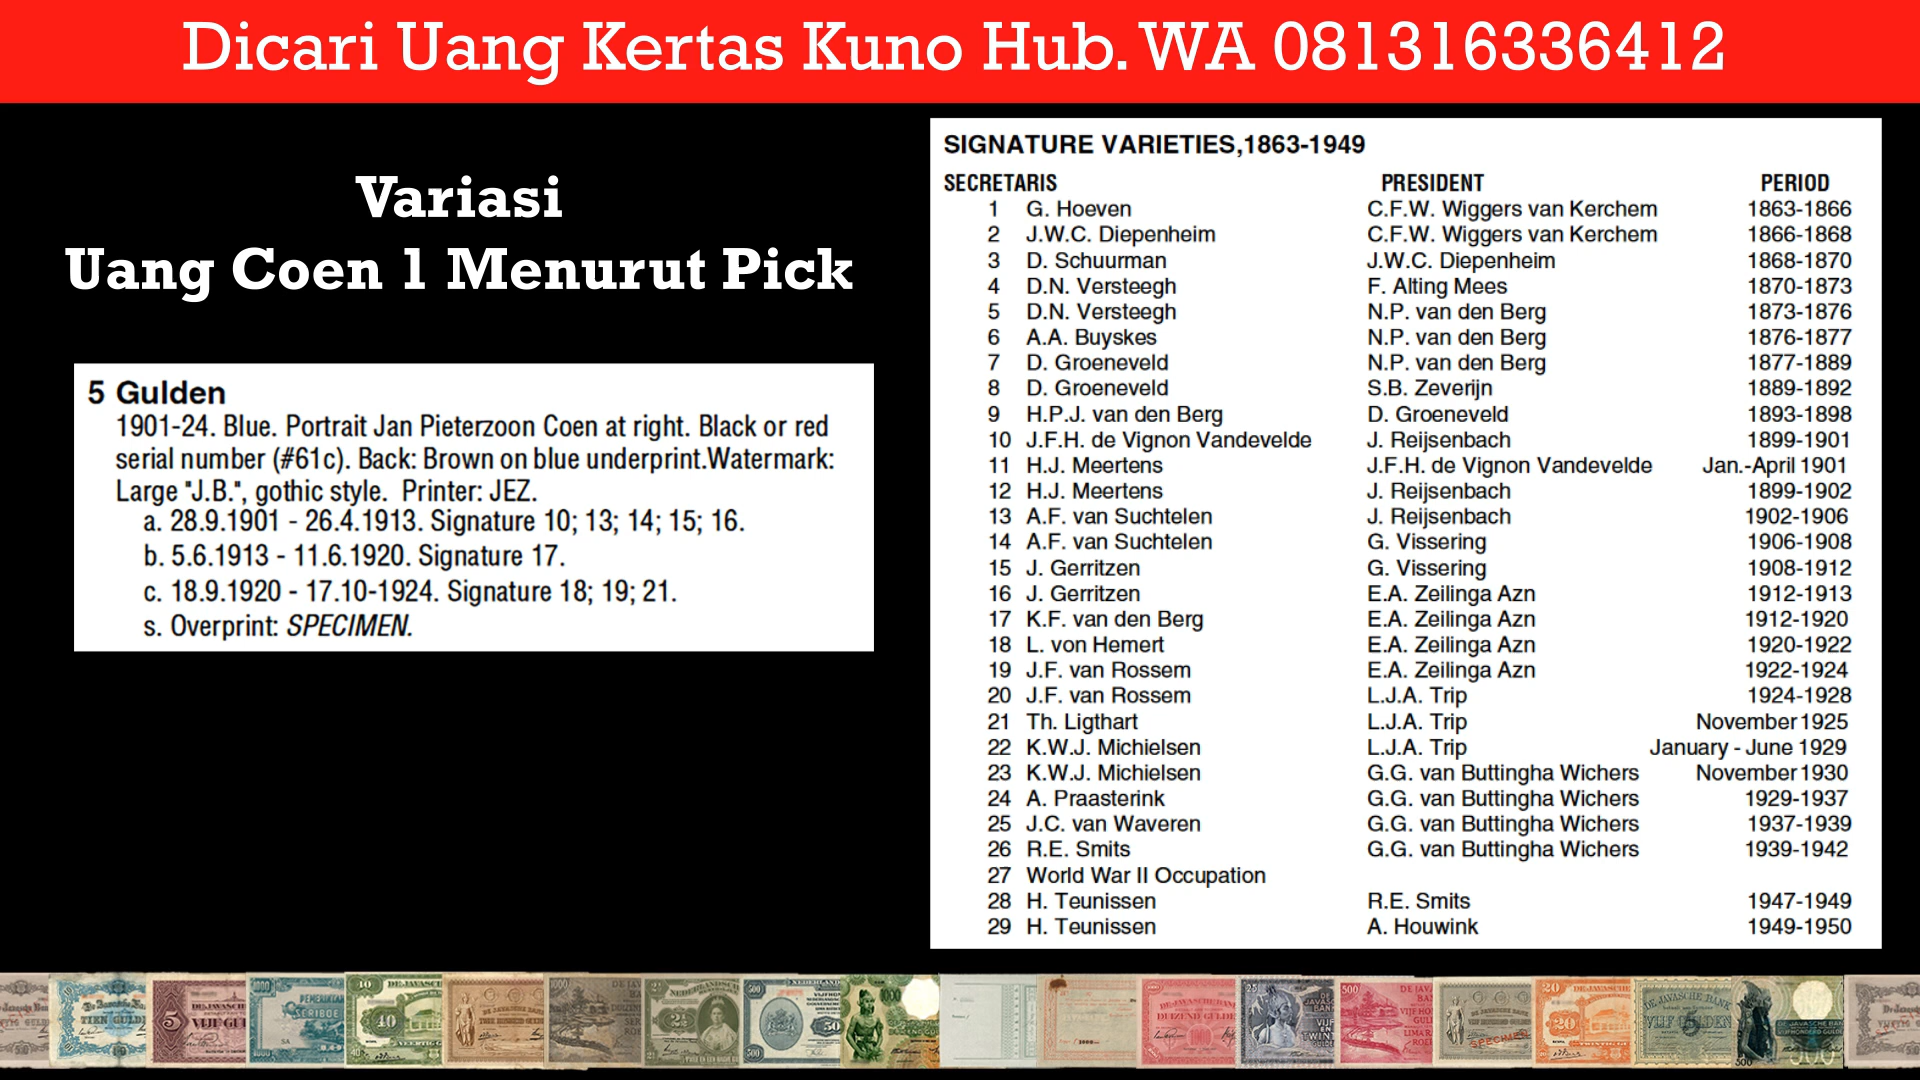 Dicari Uang Kertas Kuno Hub. WA 081316336412
Variasi
Uang Coen 1 Menurut Pick
5 Gulden
1901-24. Blue. Portrait Jan Pieterzoon Coen at right. Black or red
serial number (#61c). Back: Brown on blue underprint.Watermark:
Large "J.B.", gothic style. Printer: JEZ.
a. 28.9.1901 - 26.4.1913. Signature 10; 13; 14; 15; 16.
b. 5.6.1913 - 11.6.1920. Signature 17.
c. 18.9.1920 - 17.10-1924. Signature 18; 19; 21.
s. Overprint: SPECIMEN.
SIGNATURE VARIETIES,1863-1949
SECRETARIS PRESIDENT PERIOD
1 G. Hoeven C.F.W. Wiggers van Kerchem 1863-1866
2 J.W.C. Diepenheim C.F.W. Wiggers van Kerchem 1866-1868
3 D. Schuurman J.W.C. Diepenheim 1868-1870
4 D.N. Versteegh F. Alting Mees 1870-1873
5 D.N. Versteegh N.P. van den Berg 1873-1876
6 A.A. Buyskes N.P. van den Berg 1876-1877
7 D. Groeneveld N.P. van den Berg 1877-1889
8 D. Groeneveld S.B. Zeverijn 1889-1892
9 H.P.J. van den Berg D. Groeneveld 1893-1898
10 J.F.H. de Vignon Vandevelde J. Reijsenbach 1899-1901
11 H.J. Meertens J.F.H. de Vignon Vandevelde Jan.-April 1901
12 H.J. Meertens J. Reijsenbach 1899-1902
13 A.F. van Suchtelen J. Reijsenbach 1902-1906
14 A.F. van Suchtelen G. Vissering 1906-1908
15 J. Gerritzen G. Vissering 1908-1912
16 J. Gerritzen E.A. Zeilinga Azn 1912-1913
17 K.F. van den Berg E.A. Zeilinga Azn 1912-1920
18 L. von Hemert E.A. Zeilinga Azn 1920-1922
19 J.F. van Rossem E.A. Zeilinga Azn 1922-1924
20 J.F. van Rossem L.J.A. Trip 1924-1928
21 Th. Ligthart L.J.A. Trip November 1925
22 K.W.J. Michielsen L.J.A. Trip January - June 1929
23 K.W.J. Michielsen G.G. van Buttingha Wichers November 1930
24 A. Praasterink G.G. van Buttingha Wichers 1929-1937
25 J.C. van Waveren G.G. van Buttingha Wichers 1937-1939
26 R.E. Smits G.G. van Buttingha Wichers 1939-1942
27 World War II Occupation
28 H. Teunissen R.E. Smits 1947-1949
29 H. Teunissen A. Houwink 1949-1950